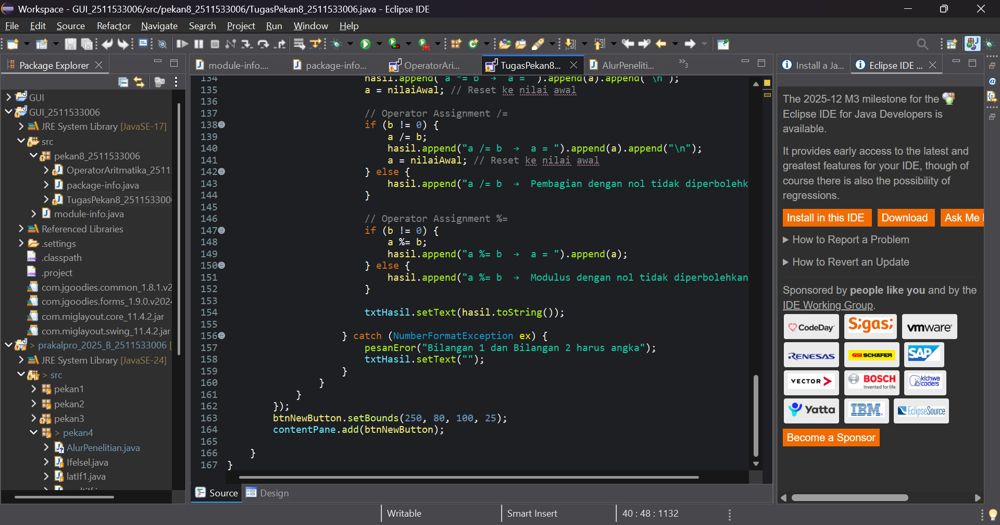 Workspace - GUI_2511533006/src/pekan8_2511533006/TugasPekan8_2511533006.java - Eclipse IDE
File Edit Source Refactor Navigate Search Project Run Window Help
Package Explorer
GUI
GUI_2511533006
JRE System Library [JavaSE-17]
src
pekan8_2511533006
OperatorAritmatika_2511
package-info.java
TugasPekan8_251153300
module-info.java
Referenced Libraries
.settings
.classpath
.project
com.jgoodies.common_1.8.1.v2
com.jgoodies.forms_1.9.0.v202
com.miglayout.core_11.4.2.jar
com.miglayout.swing_11.4.2.jar
> prakalpro_2025_B_2511533006 [
JRE System Library [JavaSE-24]
> src
pekan1
pekan2
pekan3
> pekan4
AlurPenelitian.java
Ifelsel.java
latIf1.java
module-info.... package-info... OperatorAri... TugasPekan8... AlurPeneliti... »3
134 hasil.append("a *= b → a = ").append(a).append("\n");
135 a = nilaiAwal; // Reset ke nilai awal
136
137 // Operator Assignment /=
138 if (b != 0) {
139 a /= b;
140 hasil.append("a /= b → a = ").append(a).append("\n");
141 a = nilaiAwal; // Reset ke nilai awal
142 } else {
143 hasil.append("a /= b → Pembagian dengan nol tidak diperbolehk
144 }
145
146 // Operator Assignment %=
147 if (b != 0) {
148 a %= b;
149 hasil.append("a %= b → a = ").append(a);
150 } else {
151 hasil.append("a %= b → Modulus dengan nol tidak diperbolehkan
152 }
153
154 txtHasil.setText(hasil.toString());
155
156 } catch (NumberFormatException ex) {
157 pesanEror("Bilangan 1 dan Bilangan 2 harus angka");
158 txtHasil.setText("");
159 }
160 }
161 }
162 });
163 btnNewButton.setBounds(250, 80, 100, 25);
164 contentPane.add(btnNewButton);
165
166 }
167 }
Source Design
Install a Ja... Eclipse IDE ...
The 2025-12 M3 milestone for the
Eclipse IDE for Java Developers is
available.
It provides early access to the latest and
greatest features for your IDE, though of
course there is also the possibility of
regressions.
Install in this IDE Download Ask Me
How to Report a Problem
How to Revert an Update
Sponsored by people like you and by the
IDE Working Group.
CodeDay Sigasi vmware
RENESAS SSI SCHÄFER SAP
VECTOR BOSCH Invented for life kichwa coders
Yatta IBM EclipseSource
Become a Sponsor
Writable Smart Insert 40 : 48 : 1132